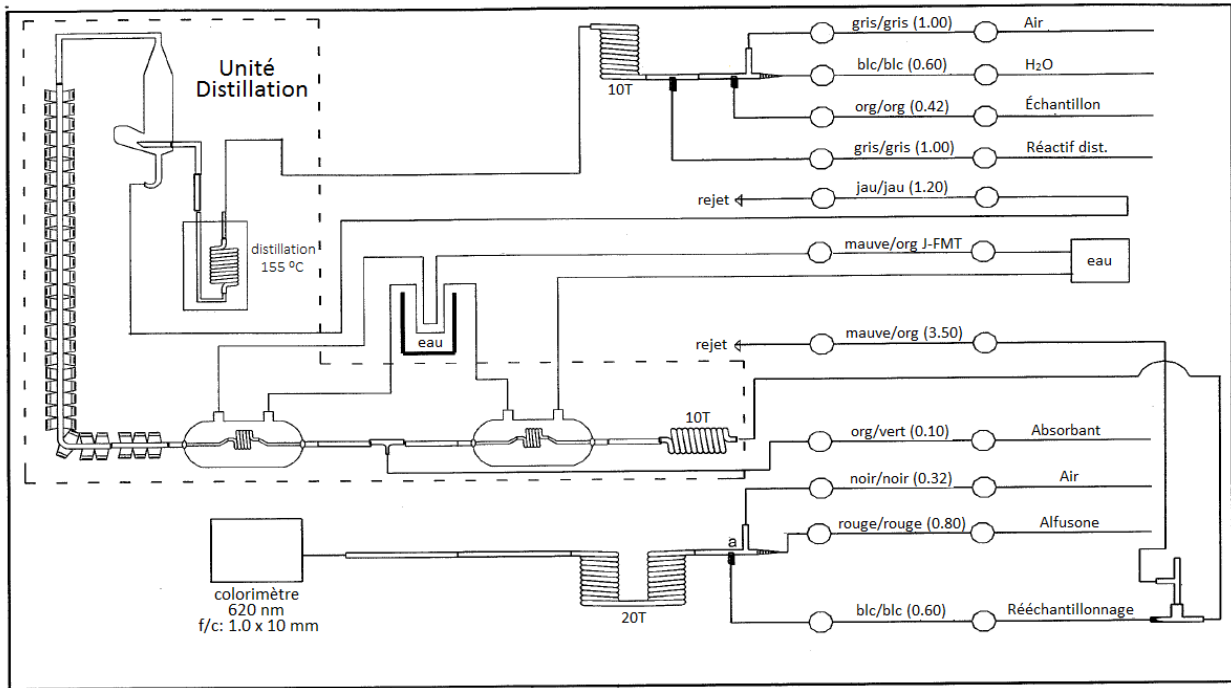 gris/gris (1.00)
Air
Unité
Distillation
blc/blc (0.60)
H₂O
10T
org/org (0.42)
Échantillon
gris/gris (1.00)
Réactif dist.
rejet
jau/jau (1.20)
distillation
155 ⁰C
mauve/org J-FMT
eau
eau
rejet
mauve/org (3.50)
10T
org/vert (0.10)
Absorbant
noir/noir (0.32)
Air
a
rouge/rouge (0.80)
Alfusone
colorimètre
620 nm
f/c: 1.0 x 10 mm
20T
blc/blc (0.60)
Rééchantillonnage